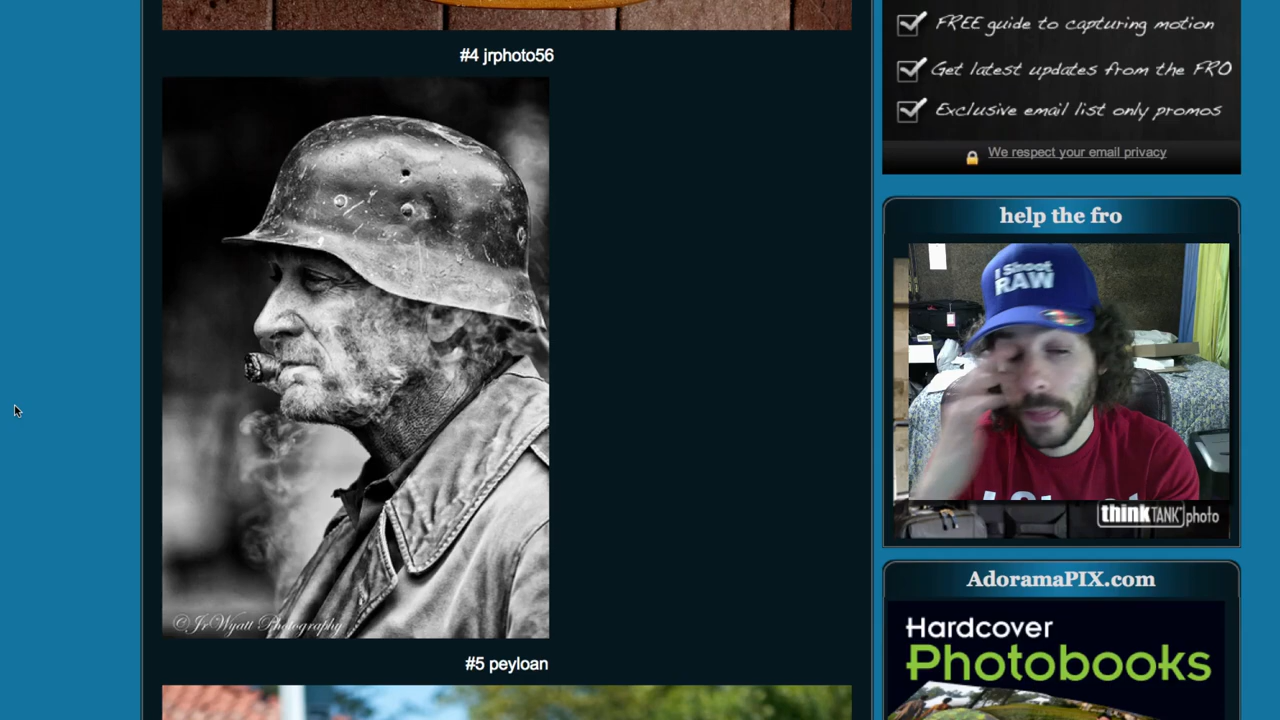 #4 jrphoto56
©JrWyatt Photography
#5 peyloan
FREE guide to capturing motion
Get latest updates from the FRO
Exclusive email list only promos
We respect your email privacy
help the fro
I Shoot
RAW
thinkTANK photo
AdoramaPIX.com
Hardcover
Photobooks